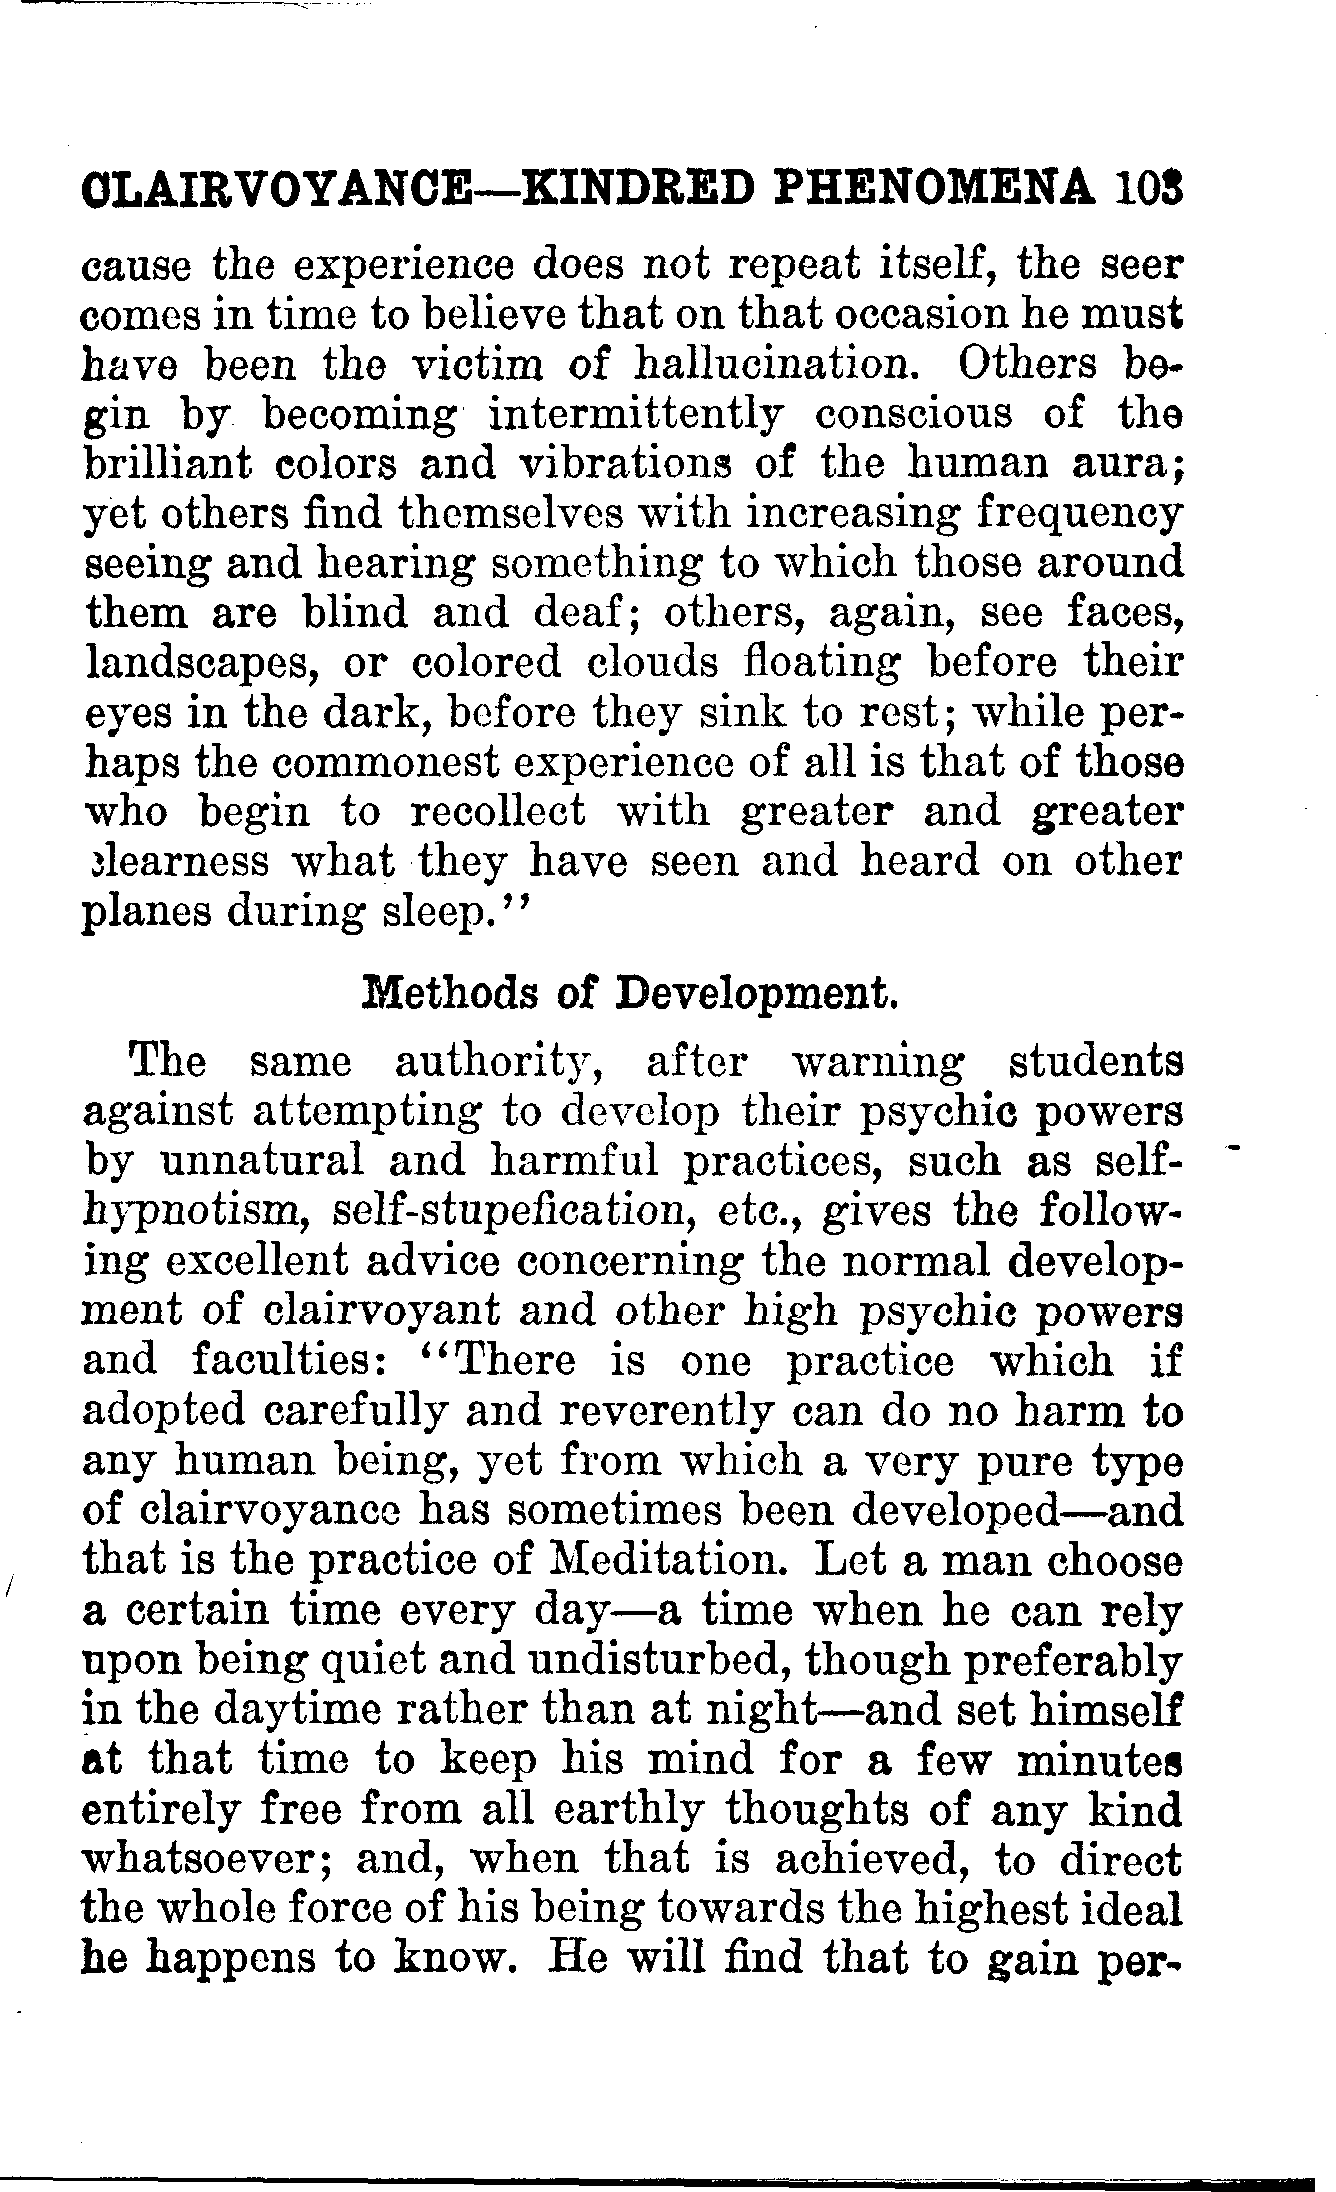 CLAIRVOYANCE—KINDRED PHENOMENA 103
cause the experience does not repeat itself, the seer
comes in time to believe that on that occasion he must
have been the victim of hallucination. Others be-
gin by becoming intermittently conscious of the
brilliant colors and vibrations of the human aura;
yet others find themselves with increasing frequency
seeing and hearing something to which those around
them are blind and deaf; others, again, see faces,
landscapes, or colored clouds floating before their
eyes in the dark, before they sink to rest; while per-
haps the commonest experience of all is that of those
who begin to recollect with greater and greater
clearness what they have seen and heard on other
planes during sleep."
Methods of Development.
The same authority, after warning students
against attempting to develop their psychic powers
by unnatural and harmful practices, such as self-
hypnotism, self-stupefication, etc., gives the follow-
ing excellent advice concerning the normal develop-
ment of clairvoyant and other high psychic powers
and faculties: "There is one practice which if
adopted carefully and reverently can do no harm to
any human being, yet from which a very pure type
of clairvoyance has sometimes been developed—and
that is the practice of Meditation. Let a man choose
a certain time every day—a time when he can rely
upon being quiet and undisturbed, though preferably
in the daytime rather than at night—and set himself
at that time to keep his mind for a few minutes
entirely free from all earthly thoughts of any kind
whatsoever; and, when that is achieved, to direct
the whole force of his being towards the highest ideal
he happens to know. He will find that to gain per-